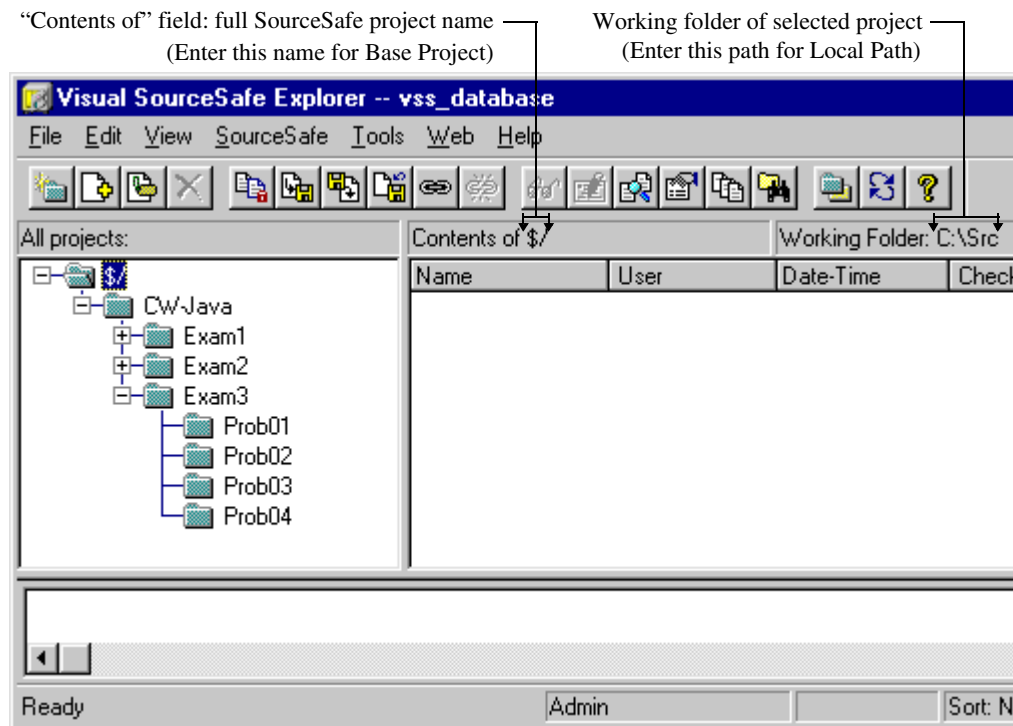 “Contents of” field: full SourceSafe project name
(Enter this name for Base Project)
Working folder of selected project
(Enter this path for Local Path)
Visual SourceSafe Explorer -- vss_database
File Edit View SourceSafe Tools Web Help
All projects:
Contents of $/
Working Folder: C:\Src
$/
CW-Java
Exam1
Exam2
Exam3
Prob01
Prob02
Prob03
Prob04
Name User Date-Time Check
Ready Admin Sort: N